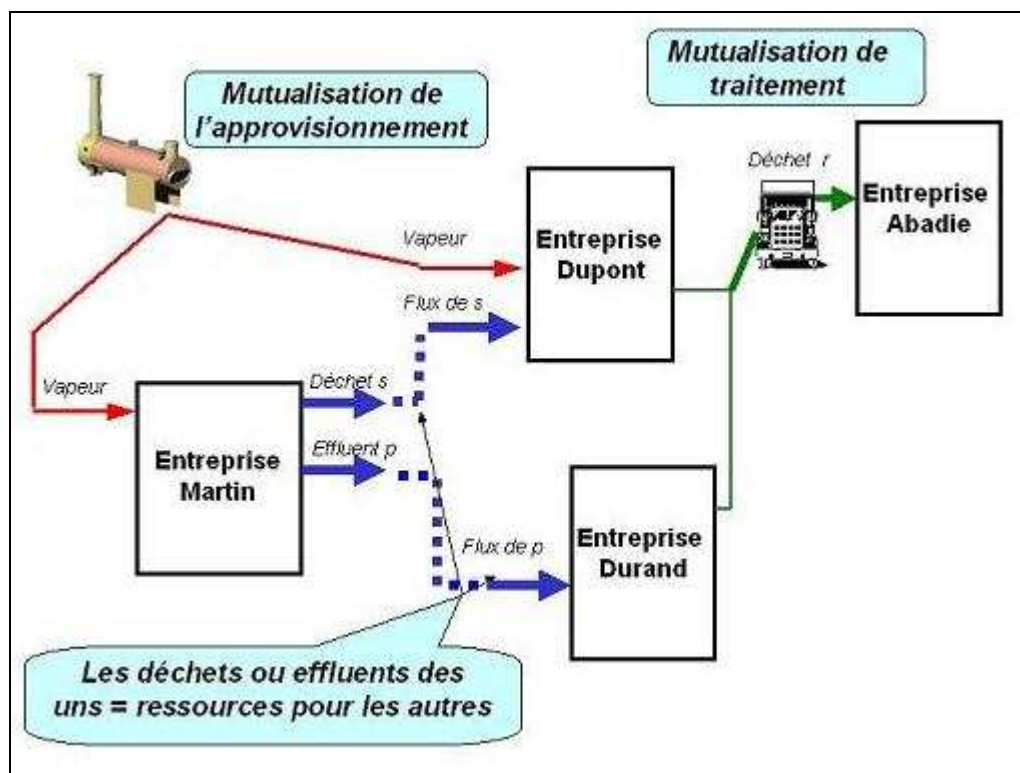 Mutualisation de
l'approvisionnement
Mutualisation de
traitement
Déchet r
Entreprise
Abadie
Vapeur
Entreprise
Dupont
Flux de s
Vapeur
Déchet s
Effluent p
Entreprise
Martin
Flux de p
Entreprise
Durand
Les déchets ou effluents des
uns = ressources pour les autres